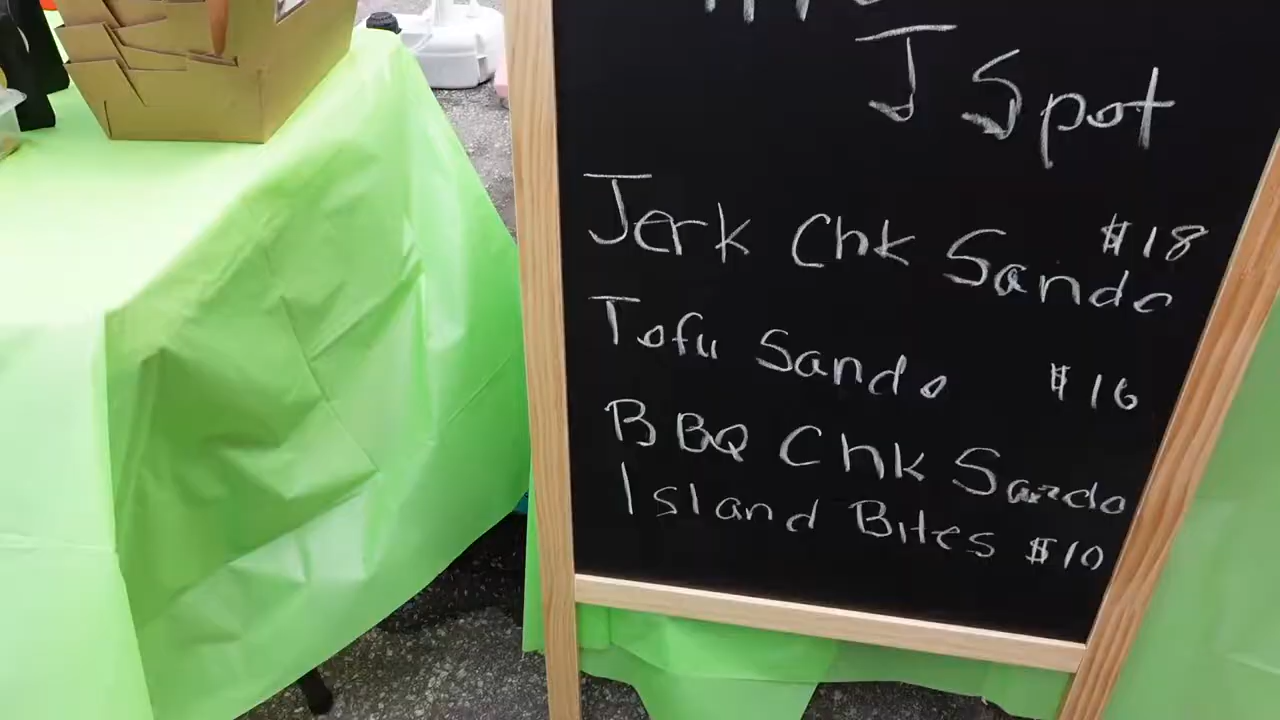 J Spot
Jerk Chk Sando $18
Tofu Sando $16
BBQ Chk Sando
Island Bites $10